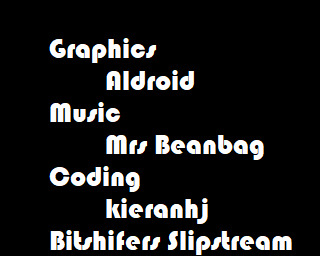 Graphics
Aldroid
Music
Mrs Beanbag
Coding
kieranhj
Bitshifers Slipstream